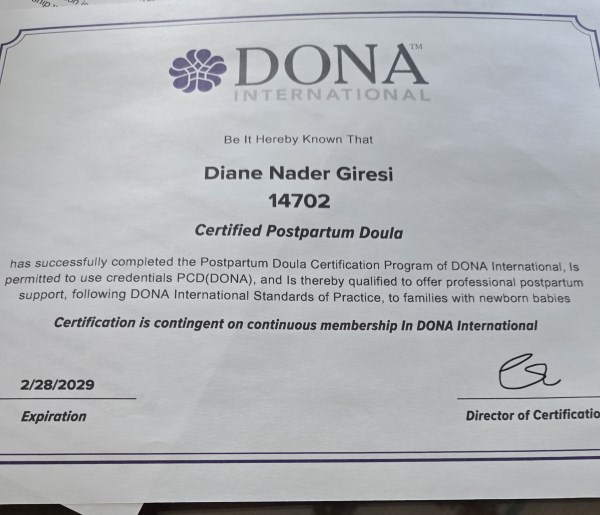 DONA™
INTERNATIONAL
Be It Hereby Known That
Diane Nader Giresi
14702
Certified Postpartum Doula
has successfully completed the Postpartum Doula Certification Program of DONA International, Is
permitted to use credentials PCD(DONA), and Is thereby qualified to offer professional postpartum
support, following DONA International Standards of Practice, to families with newborn babies
Certification is contingent on continuous membership In DONA International
2/28/2029
Expiration
Director of Certificatio